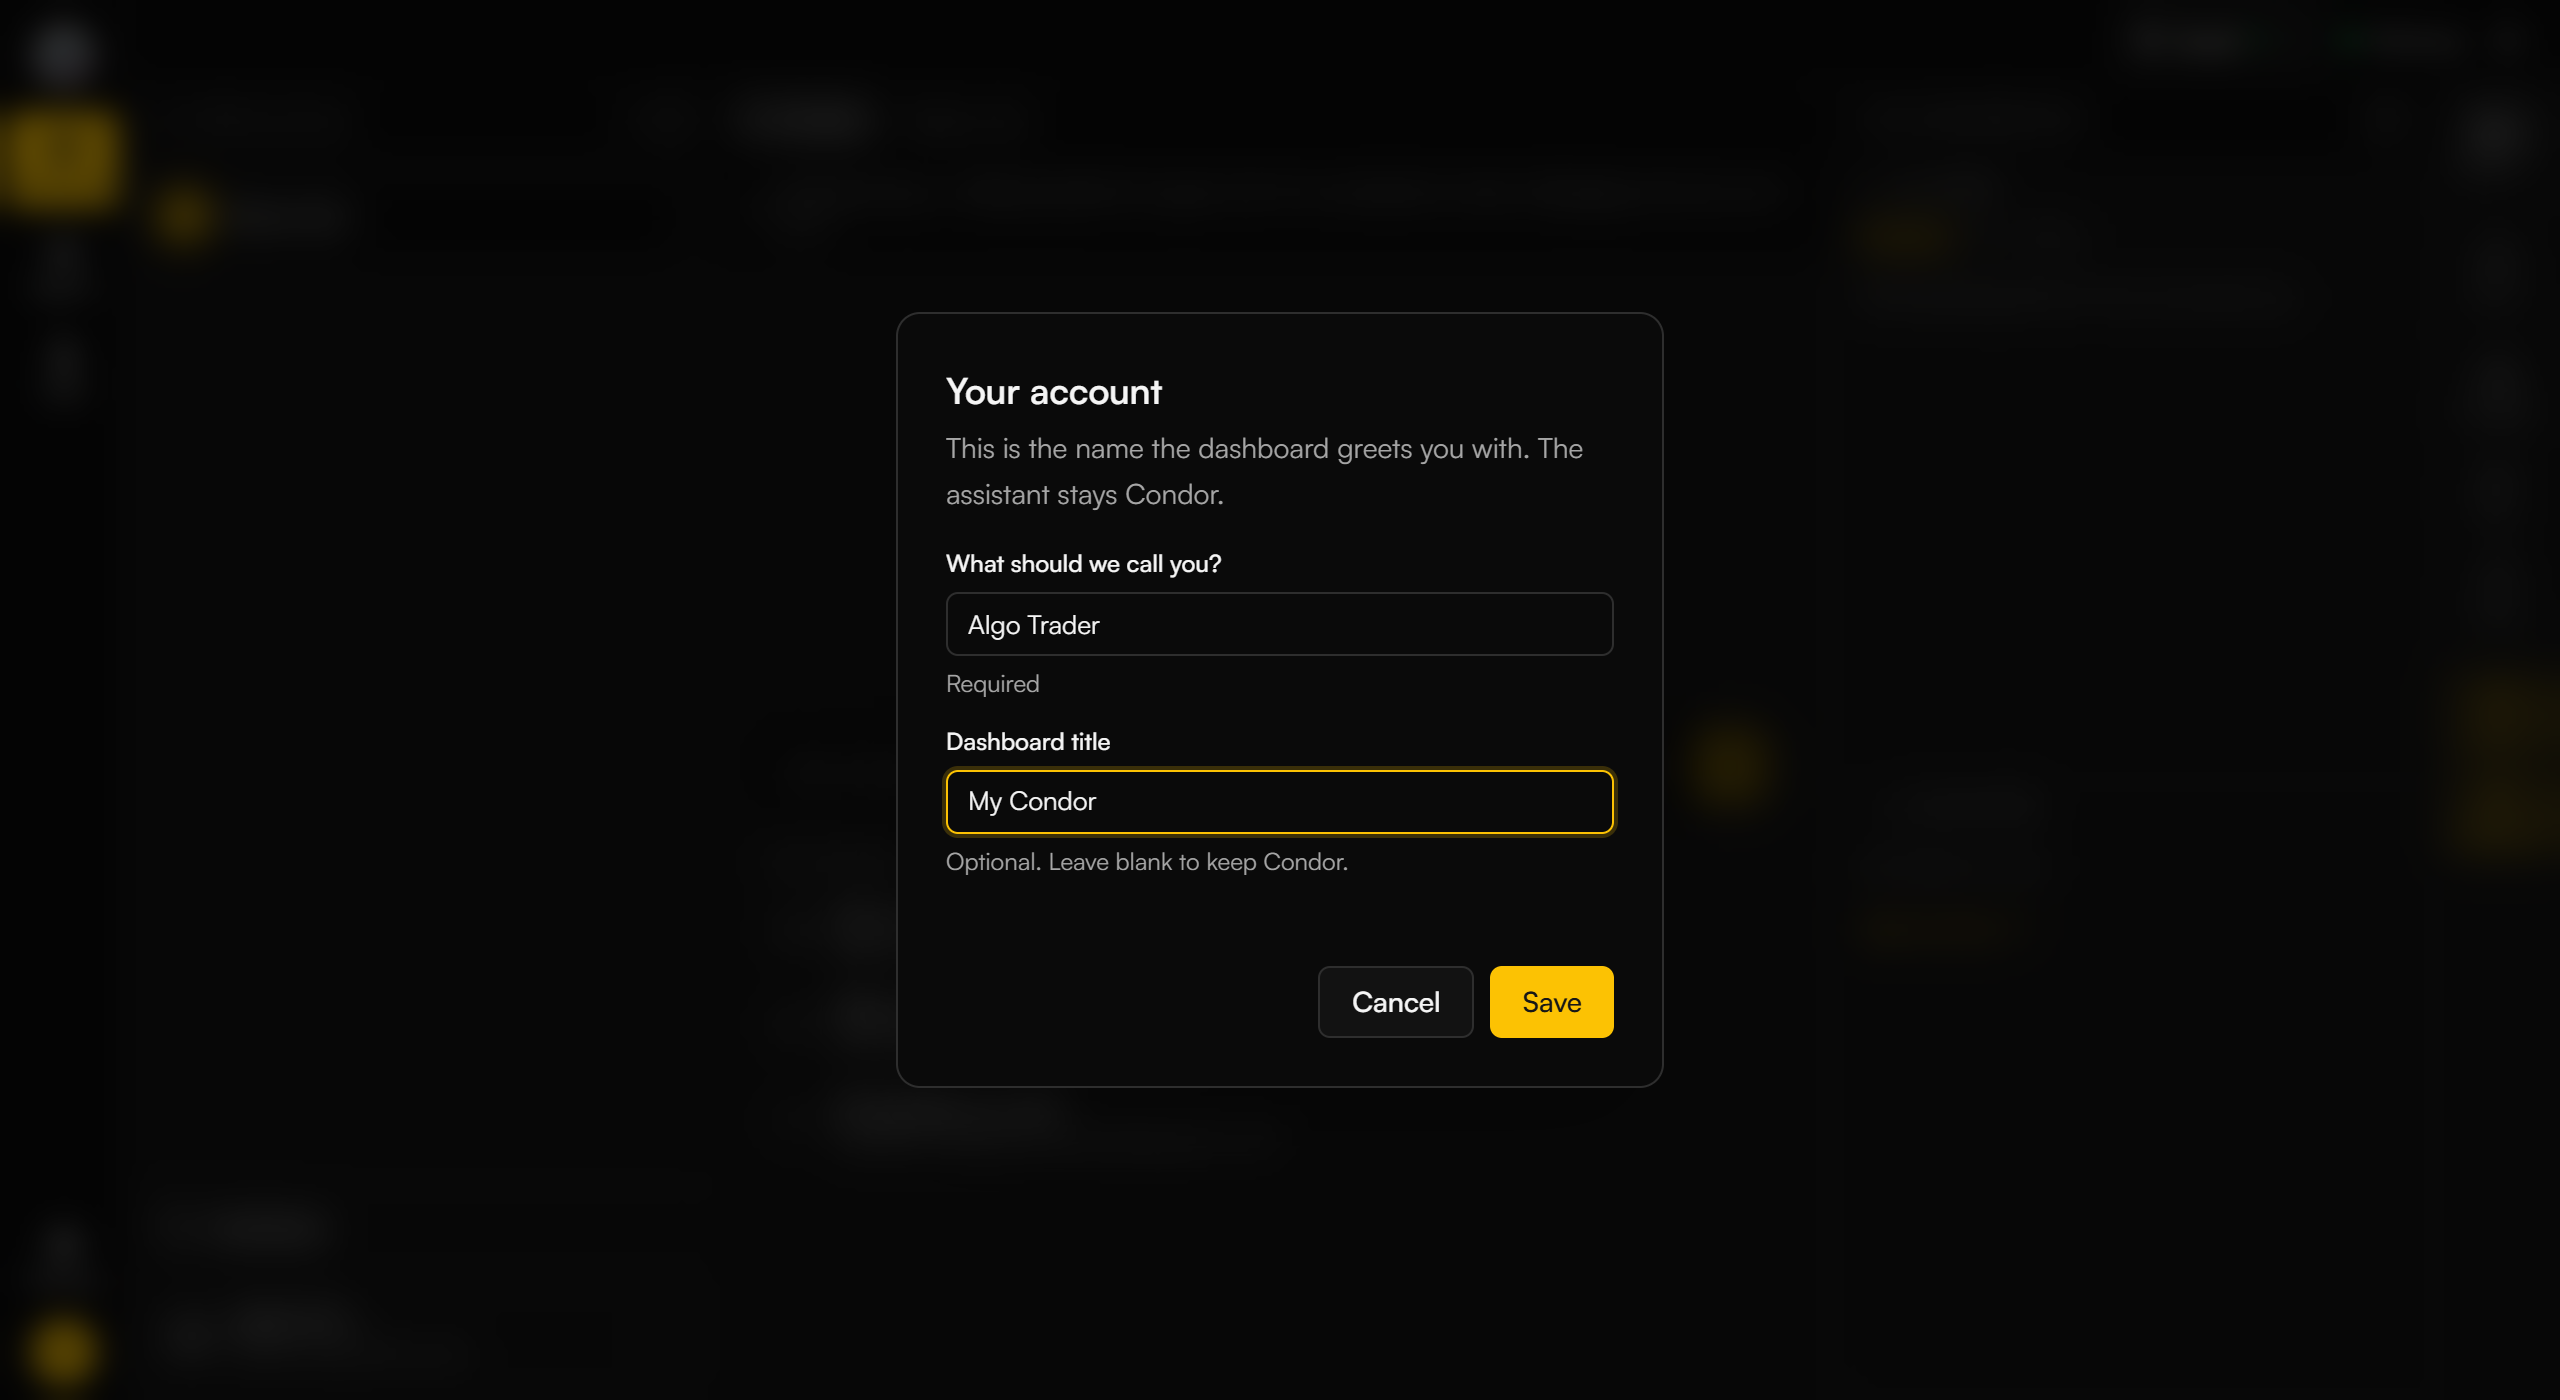 Your account
This is the name the dashboard greets you with. The
assistant stays Condor.
What should we call you?
Algo Trader
Required
Dashboard title
My Condor
Optional. Leave blank to keep Condor.
Cancel
Save